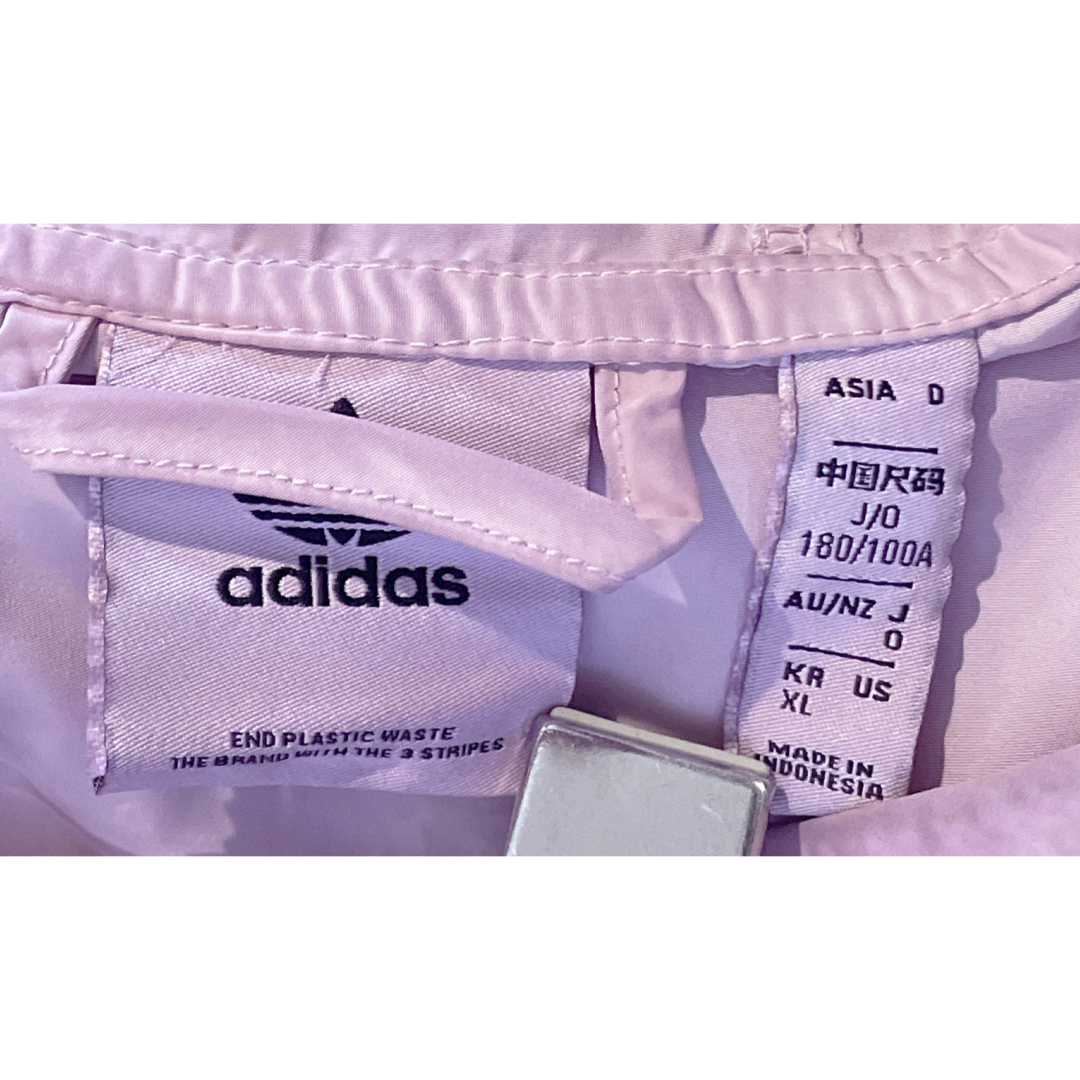 adidas
END PLASTIC WASTE
THE BRAND WITH THE 3 STRIPES
ASIA D
中国尺码
J/O
180/100A
AU/NZ J
O
KR US
XL
MADE IN
INDONESIA